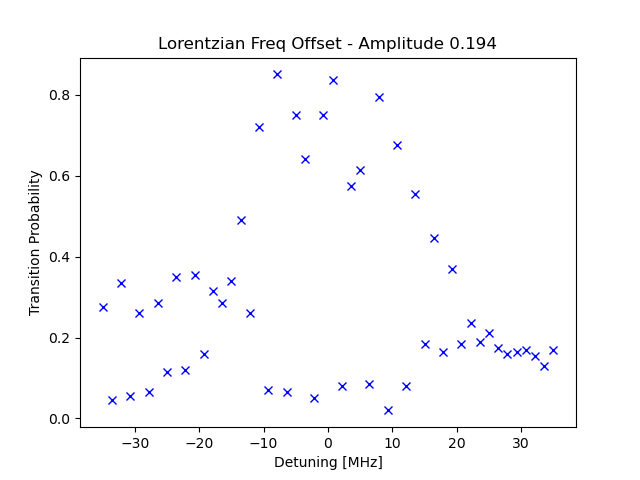 Lorentzian Freq Offset - Amplitude 0.194
Transition Probability
0.8
0.6
0.4
0.2
0.0
−30 −20 −10 0 10 20 30
Detuning [MHz]